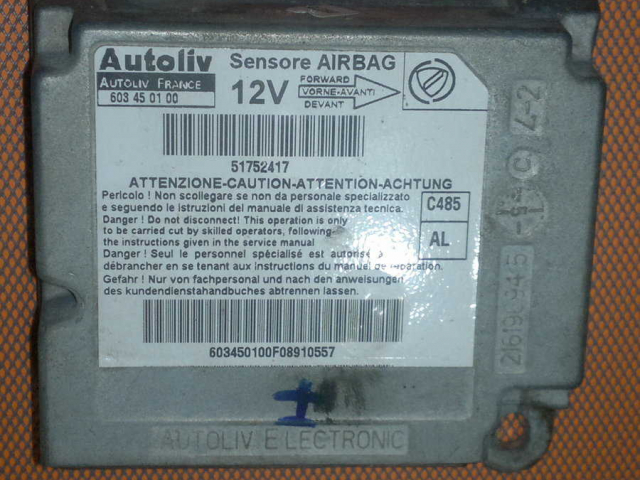 Autoliv
Sensore AIRBAG
AUTOLIV FRANCE
603 45 01 00
12V
FORWARD
VORNE-AVANTI
DEVANT
51752417
ATTENZIONE-CAUTION-ATTENTION-ACHTUNG
Pericolo ! Non scollegare se non da personale specializzato
e seguendo le istruzioni del manuale di assistenza tecnica.
Danger ! Do not disconnect! This operation is only
to be carried out by skilled operators, following
the instructions given in the service manual
Danger ! Seul le personnel spécialisé est autorisé à
débrancher en se tenant aux instructions du manuel de réparation.
Gefahr ! Nur von fachpersonal und nach den anweisungen
des kundendienstahandbuches abtrennen lassen.
C485
AL
603450100F08910557
AUTOLIV ELECTRONIC
4-2
C